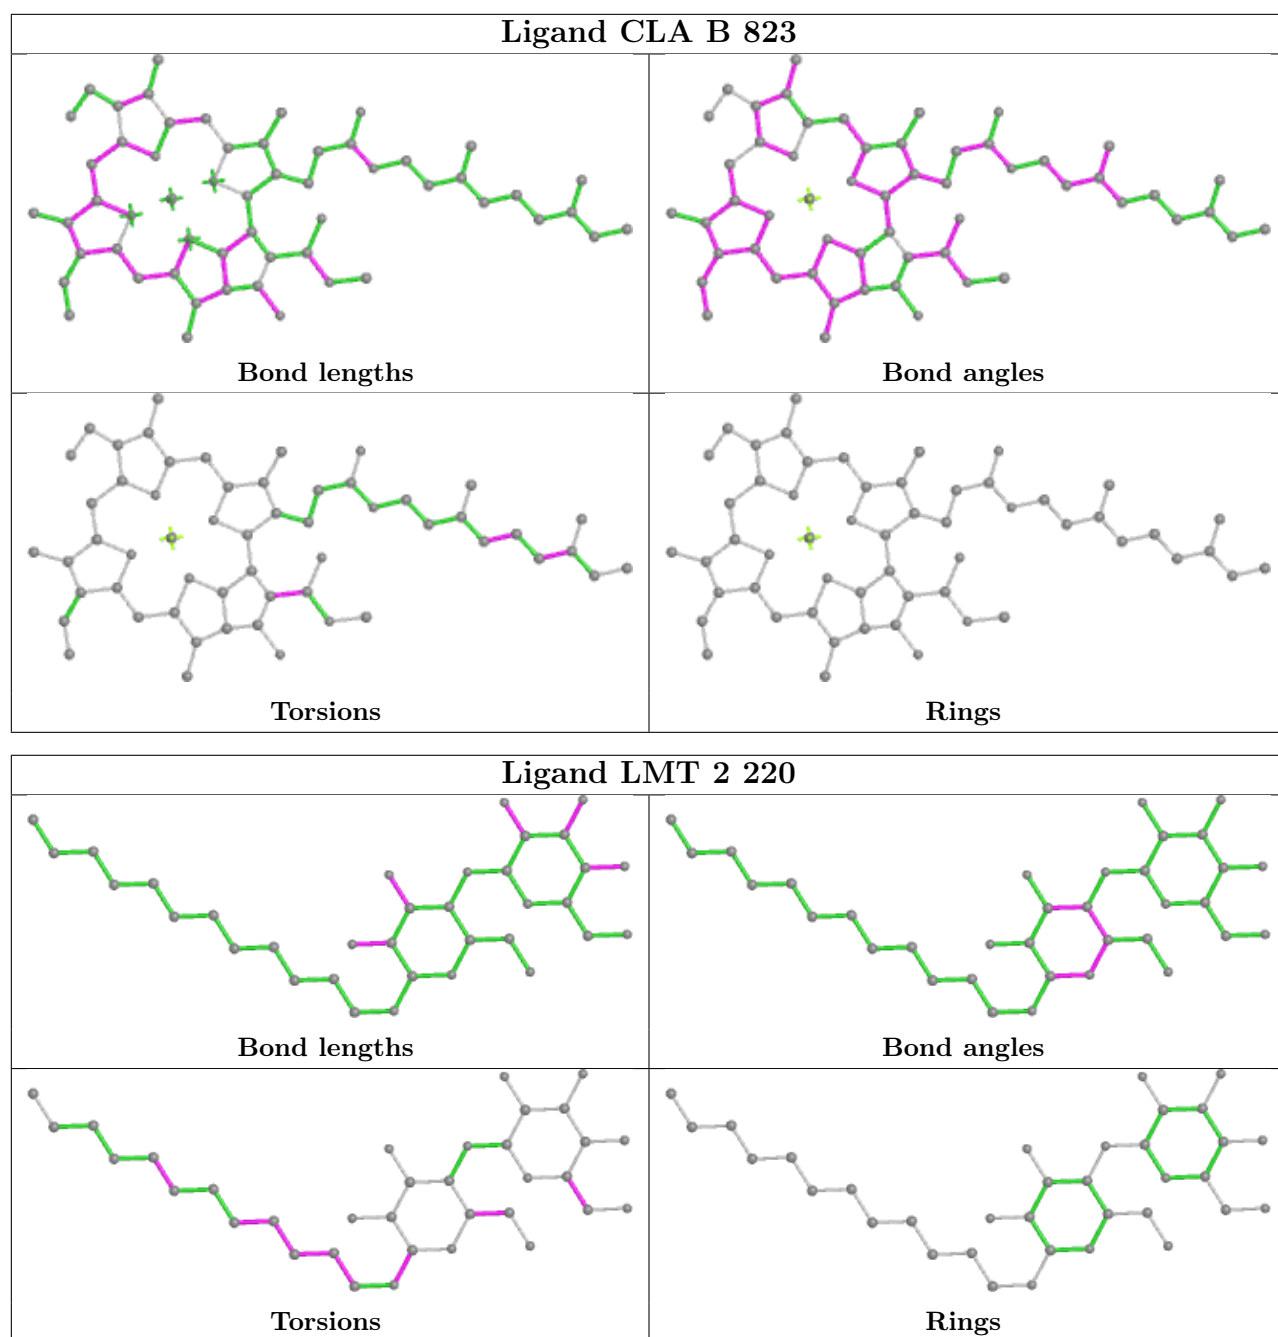 Ligand CLA B 823
Bond lengths
Bond angles
Torsions
Rings
Ligand LMT 2 220
Bond lengths
Bond angles
Torsions
Rings